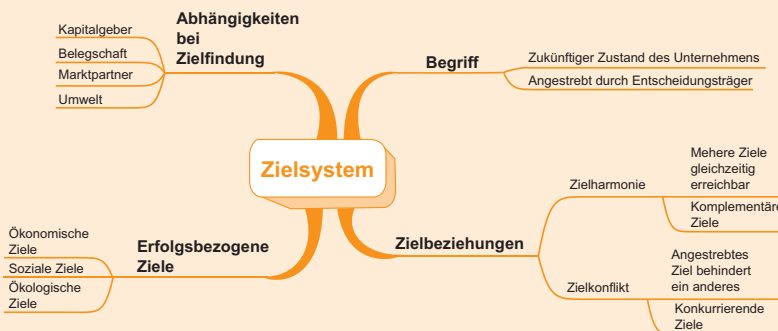 Abhängigkeiten
bei
Zielfindung
Kapitalgeber
Belegschaft
Marktpartner
Umwelt
Begriff
Zukünftiger Zustand des Unternehmens
Angestrebt durch Entscheidungsträger
Zielsystem
Zielbeziehungen
Zielharmonie
Mehere Ziele
gleichzeitig
erreichbar
Komplementäre
Ziele
Zielkonflikt
Angestrebtes
Ziel behindert
ein anderes
Konkurrierende
Ziele
Erfolgsbezogene
Ziele
Ökonomische
Ziele
Soziale Ziele
Ökologische
Ziele